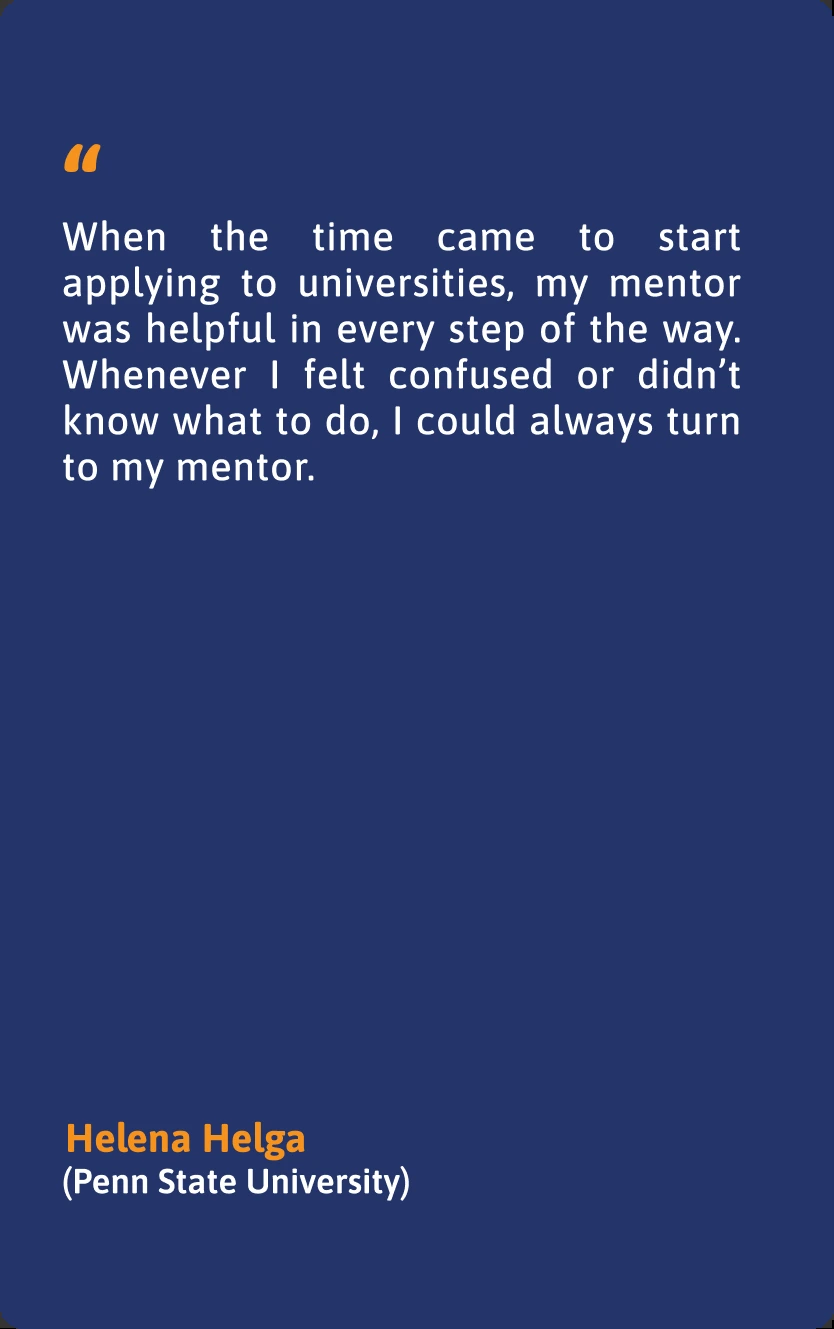 “
When the time came to start
applying to universities, my mentor
was helpful in every step of the way.
Whenever I felt confused or didn’t
know what to do, I could always turn
to my mentor.
Helena Helga
(Penn State University)